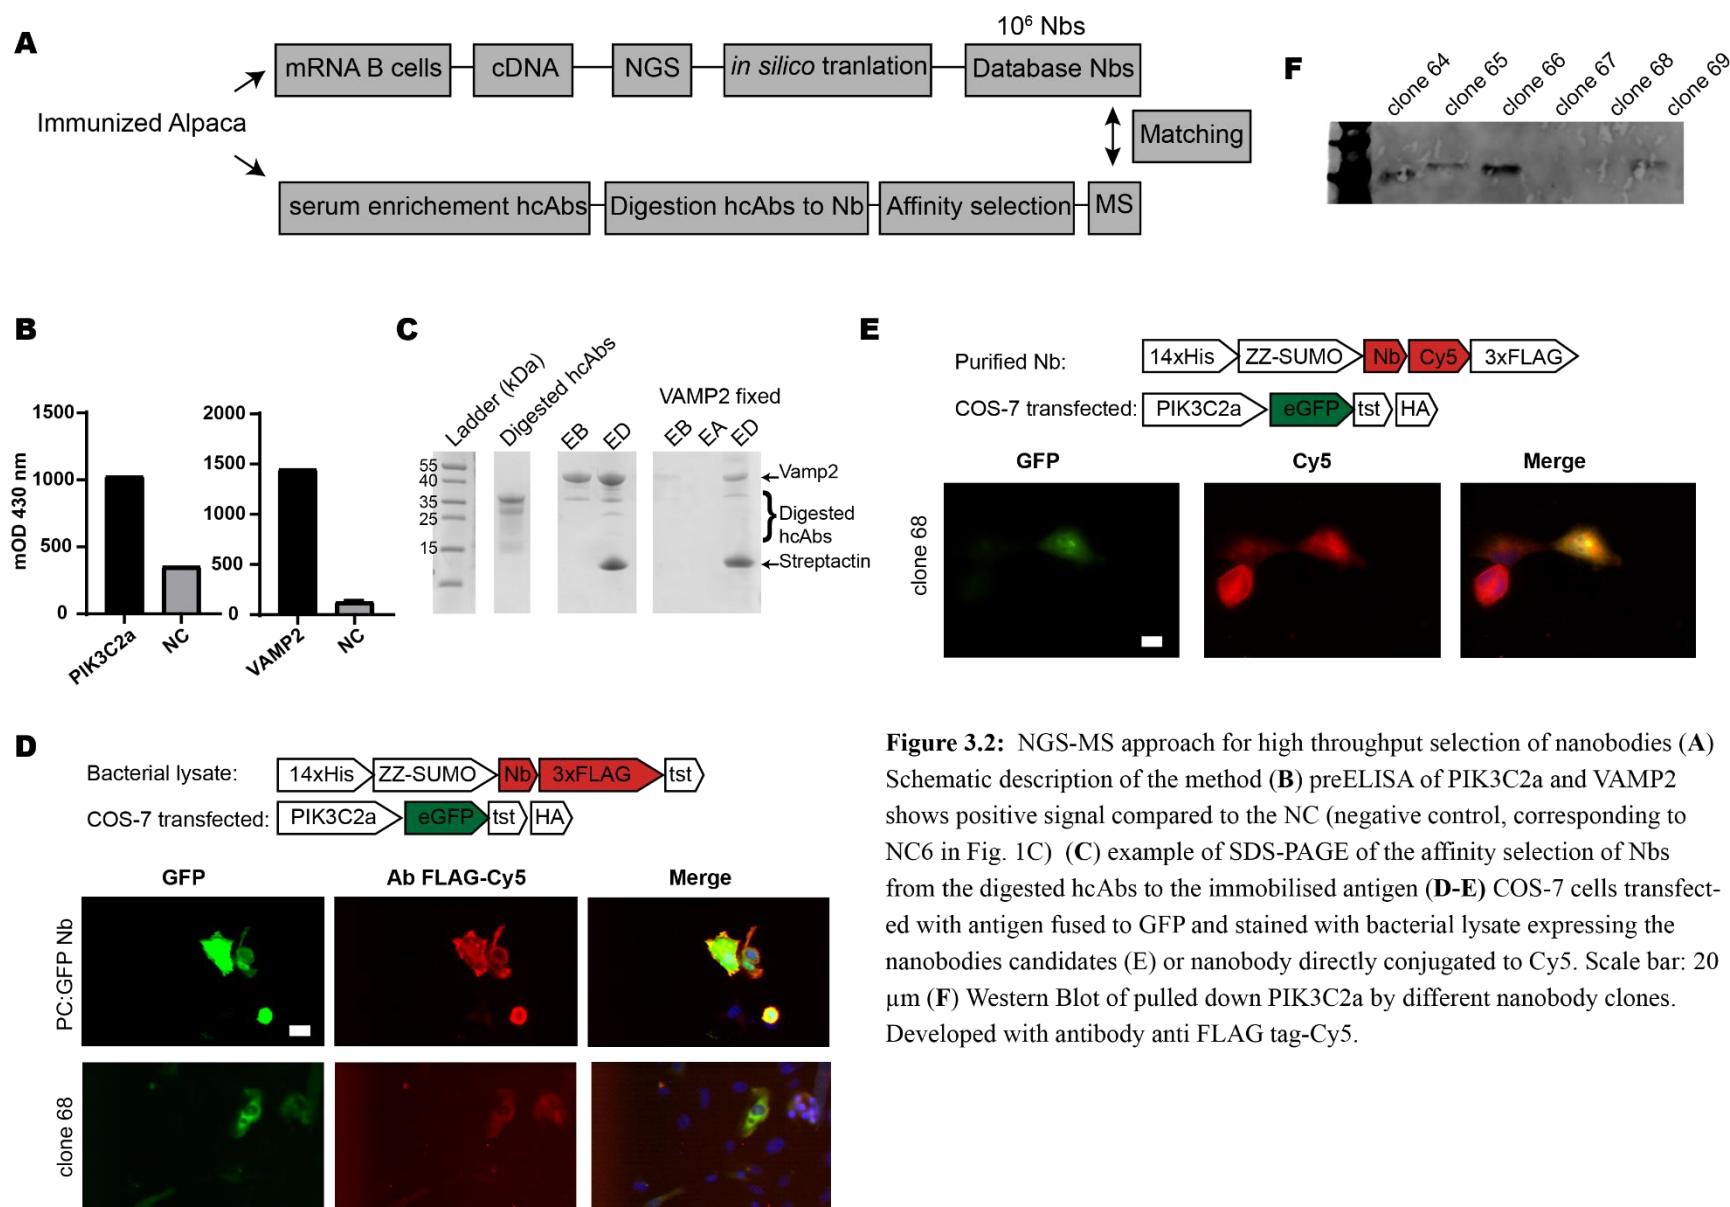 A
Immunized Alpaca
10⁶ Nbs
mRNA B cells
cDNA
NGS
in silico tranlation
Database Nbs
Matching
serum enrichement hcAbs
Digestion hcAbs to Nb
Affinity selection
MS
F
clone 64
clone 65
clone 66
clone 67
clone 68
clone 69
B
mOD 430 nm
1500
1000
500
0
PIK3C2a
NC
2000
1500
1000
500
0
VAMP2
NC
C
Ladder (kDa)
Digested hcAbs
EB
ED
VAMP2 fixed
EB
EA
ED
55
40
35
25
15
Vamp2
Digested
hcAbs
Streptactin
E
Purified Nb:
14xHis
ZZ-SUMO
Nb
Cy5
3xFLAG
COS-7 transfected:
PIK3C2a
eGFP
tst
HA
GFP
Cy5
Merge
clone 68
D
Bacterial lysate:
14xHis
ZZ-SUMO
Nb
3xFLAG
tst
COS-7 transfected:
PIK3C2a
eGFP
tst
HA
GFP
Ab FLAG-Cy5
Merge
PC:GFP Nb
clone 68
Figure 3.2: NGS-MS approach for high throughput selection of nanobodies (A)
Schematic description of the method (B) preELISA of PIK3C2a and VAMP2
shows positive signal compared to the NC (negative control, corresponding to
NC6 in Fig. 1C) (C) example of SDS-PAGE of the affinity selection of Nbs
from the digested hcAbs to the immobilised antigen (D-E) COS-7 cells transfect-
ed with antigen fused to GFP and stained with bacterial lysate expressing the
nanobodies candidates (E) or nanobody directly conjugated to Cy5. Scale bar: 20
µm (F) Western Blot of pulled down PIK3C2a by different nanobody clones.
Developed with antibody anti FLAG tag-Cy5.